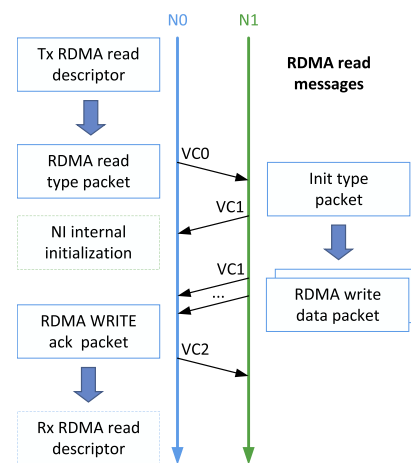 N0
N1
Tx RDMA read
descriptor
RDMA read
messages
RDMA read
type packet
VC0
Init type
packet
VC1
NI internal
initialization
VC1
...
RDMA write
data packet
RDMA WRITE
ack packet
VC2
Rx RDMA read
descriptor